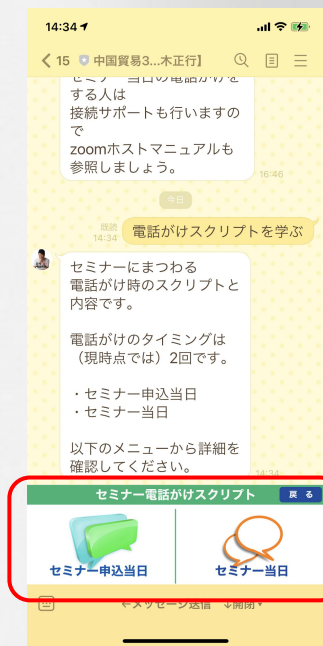 14:34
15 中国貿易3...木正行】
セミナー当日の電話がけを
する人は
接続サポートも行いますの
で
zoomホストマニュアルも
参照しましょう。
16:46
今日
既読
14:34
電話がけスクリプトを学ぶ
セミナーにまつわる
電話がけ時のスクリプトと
内容です。
電話がけのタイミングは
（現時点では）2回です。
・セミナー申込当日
・セミナー当日
以下のメニューから詳細を
確認してください。
14:34
セミナー電話がけスクリプト
戻る
セミナー申込当日
セミナー当日
←メッセージ送信 ↓開閉▾